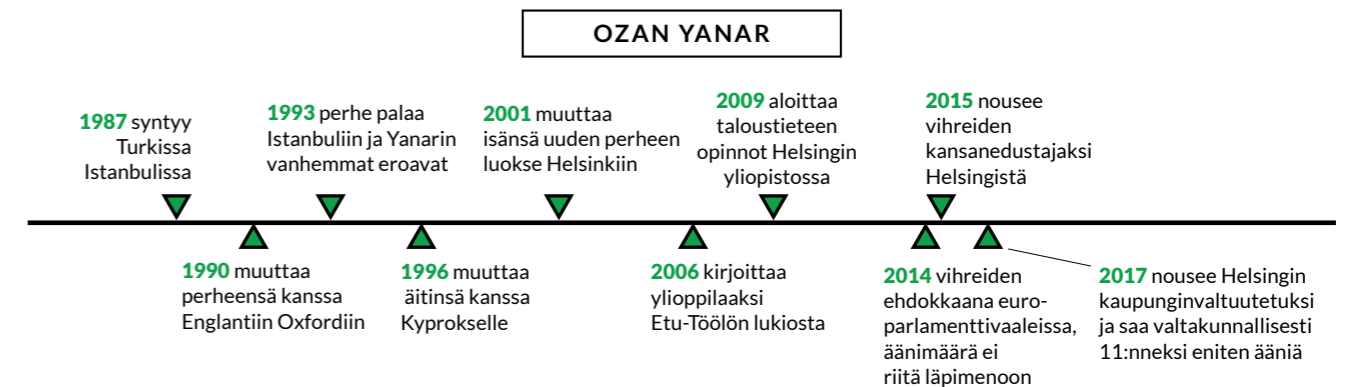 OZAN YANAR
1987 syntyy
Turkissa
Istanbulissa
1990 muuttaa
perheensä kanssa
Englantiin Oxfordiin
1993 perhe palaa
Istanbuliin ja Yanarin
vanhemmat eroavat
1996 muuttaa
äitinsä kanssa
Kyprokselle
2001 muuttaa
isänsä uuden perheen
luokse Helsinkiin
2006 kirjoittaa
ylioppilaaksi
Etu-Töölön lukiosta
2009 aloittaa
taloustieteen
opinnot Helsingin
yliopistossa
2014 vihreiden
ehdokkaana euro-
parlamenttivaaleissa,
äänimäärä ei
riitä läpimenoon
2015 nousee
vihreiden
kansanedustajaksi
Helsingistä
2017 nousee Helsingin
kaupunginvaltuutetuksi
ja saa valtakunnallisesti
11:nneksi eniten ääniä